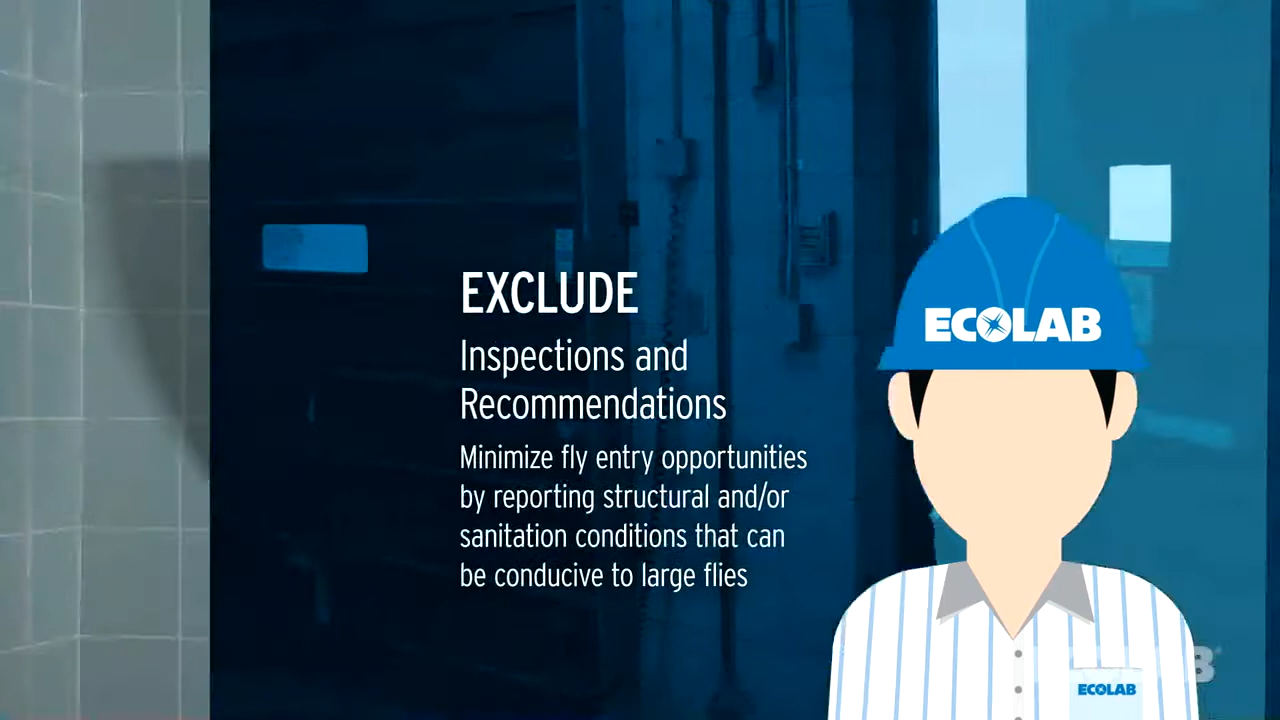 EXCLUDE
Inspections and
Recommendations
Minimize fly entry opportunities
by reporting structural and/or
sanitation conditions that can
be conducive to large flies
ECOLAB
ECOLAB